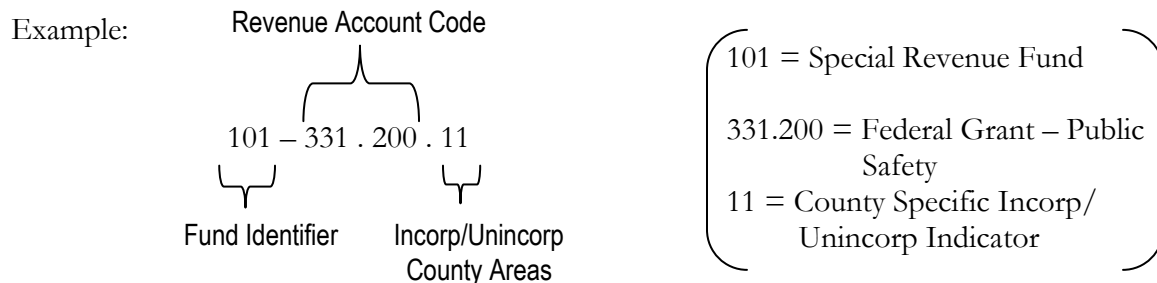 Example:
Revenue Account Code
101 – 331 . 200 . 11
Fund Identifier
Incorp/Unincorp
County Areas
101 = Special Revenue Fund
331.200 = Federal Grant – Public
Safety
11 = County Specific Incorp/
Unincorp Indicator